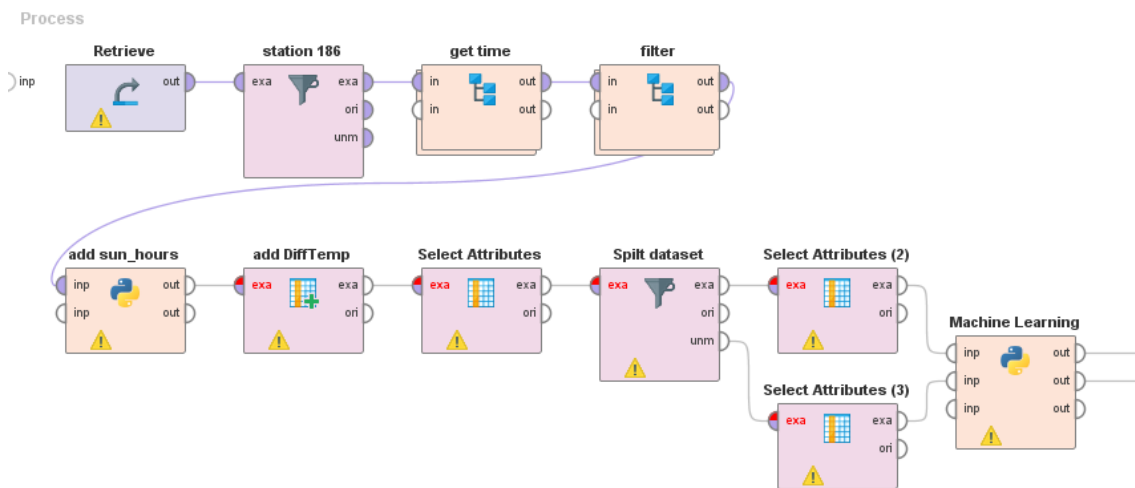 Process
inp
Retrieve
out
station 186
exa exa
ori
unm
get time
in out
in out
filter
in out
in out
add sun_hours
inp out
inp out
add DiffTemp
exa exa
ori
Select Attributes
exa exa
ori
Spilt dataset
exa exa
ori
unm
Select Attributes (2)
exa exa
ori
Select Attributes (3)
exa exa
ori
Machine Learning
inp out
inp out
inp out